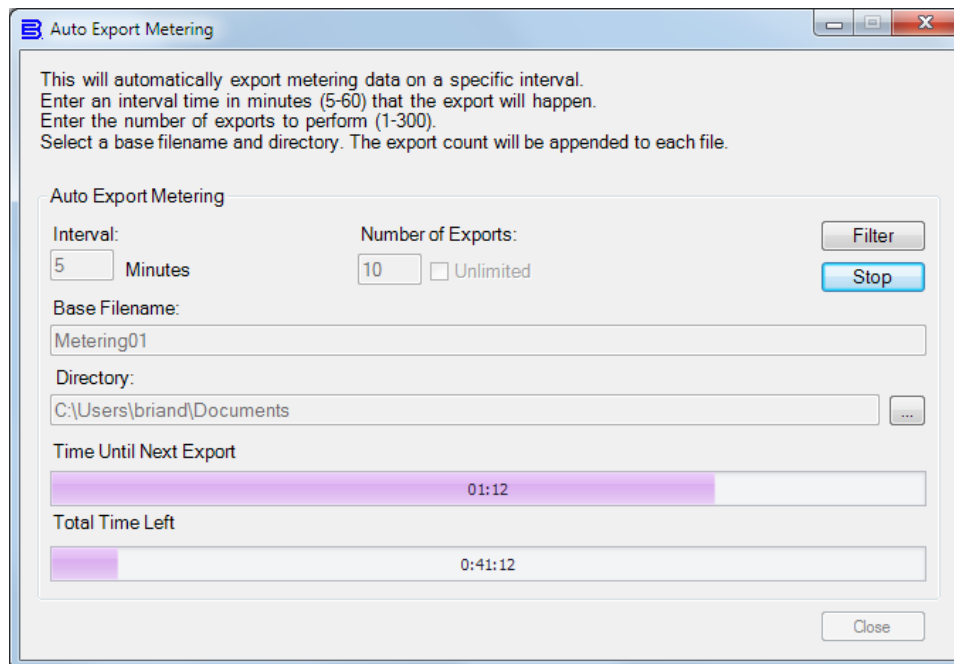 Auto Export Metering
This will automatically export metering data on a specific interval.
Enter an interval time in minutes (5-60) that the export will happen.
Enter the number of exports to perform (1-300).
Select a base filename and directory. The export count will be appended to each file.
Auto Export Metering
Interval:
Number of Exports:
Filter
5 Minutes
10 Unlimited
Stop
Base Filename:
Metering01
Directory:
C:\Users\briand\Documents
...
Time Until Next Export
01:12
Total Time Left
0:41:12
Close